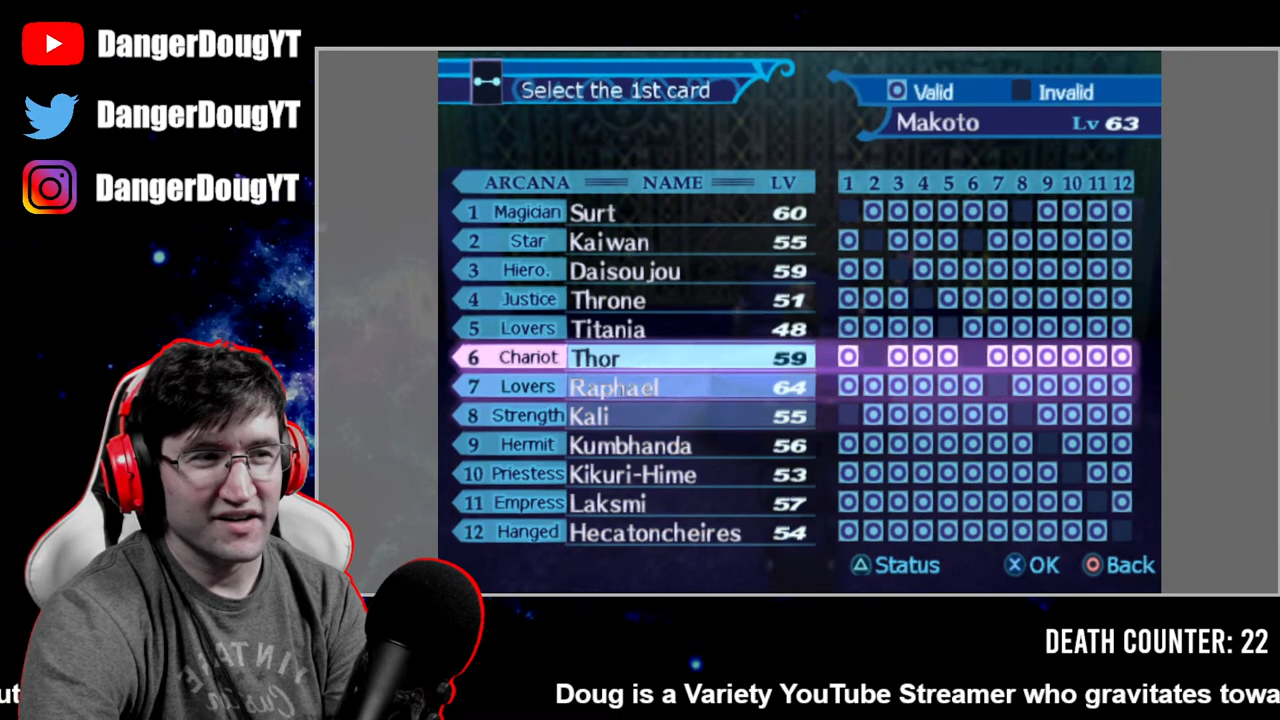 DangerDougYT
DangerDougYT
DangerDougYT
Select the 1st card
Valid Invalid
Makoto Lv 63
ARCANA NAME LV 1 2 3 4 5 6 7 8 9 10 11 12
1 Magician Surt 60
2 Star Kaiwan 55
3 Hiero. Daisoujou 59
4 Justice Throne 51
5 Lovers Titania 48
6 Chariot Thor 59
7 Lovers Raphael 64
8 Strength Kali 55
9 Hermit Kumbhanda 56
10 Priestess Kikuri-Hime 53
11 Empress Laksmi 57
12 Hanged Hecatoncheires 54
Status OK Back
DEATH COUNTER: 22
Doug is a Variety YouTube Streamer who gravitates towa